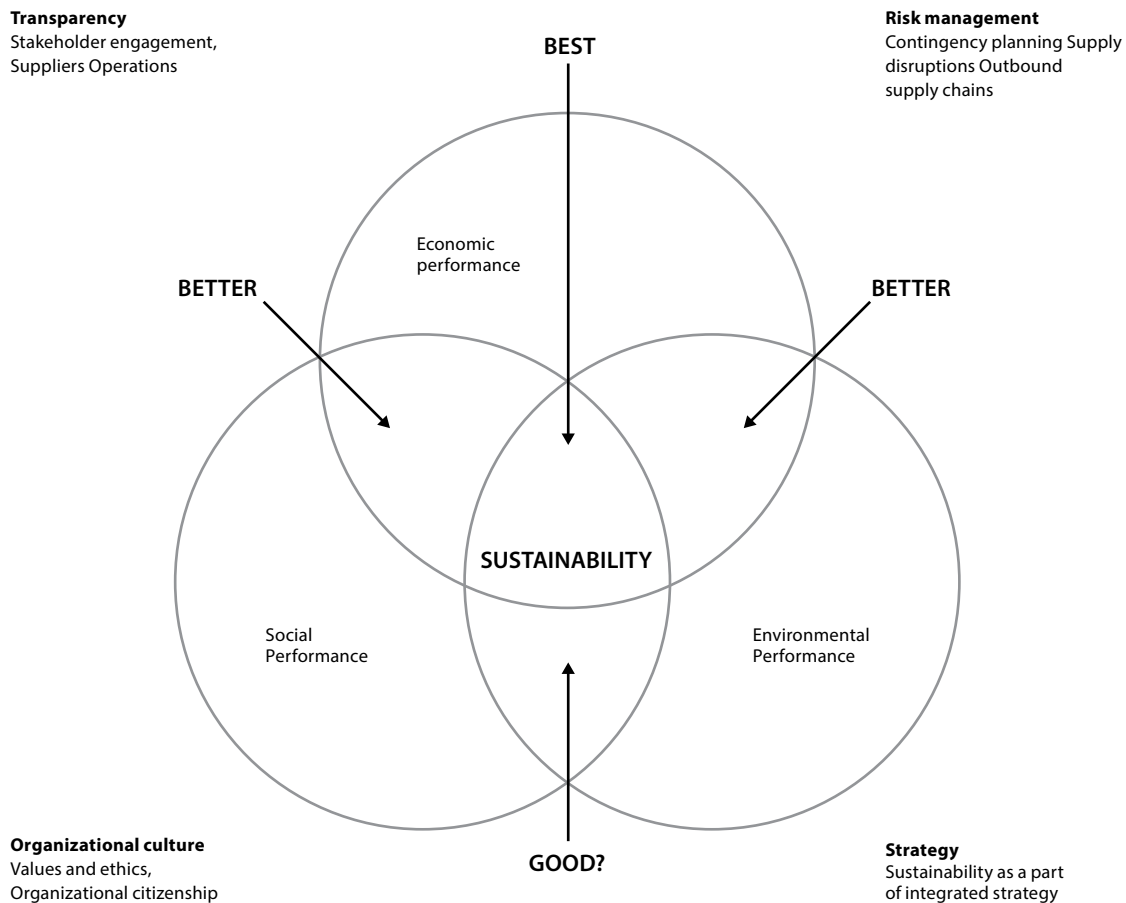 Transparency
Stakeholder engagement,
Suppliers Operations
Risk management
Contingency planning Supply
disruptions Outbound
supply chains
BEST
Economic
performance
BETTER
BETTER
SUSTAINABILITY
Social
Performance
Environmental
Performance
Organizational culture
Values and ethics,
Organizational citizenship
GOOD?
Strategy
Sustainability as a part
of integrated strategy